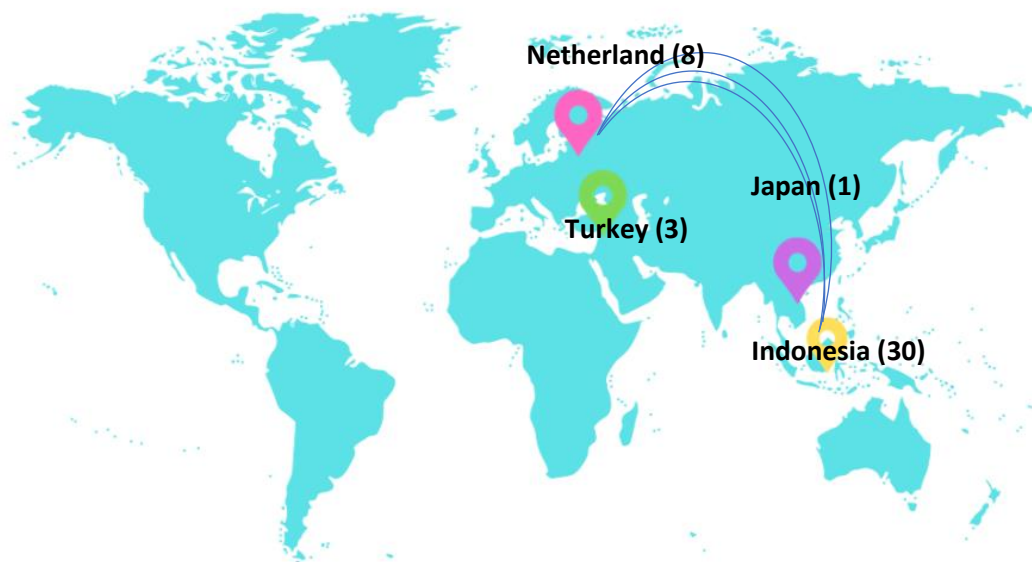 Netherland (8)
Japan (1)
Turkey (3)
Indonesia (30)